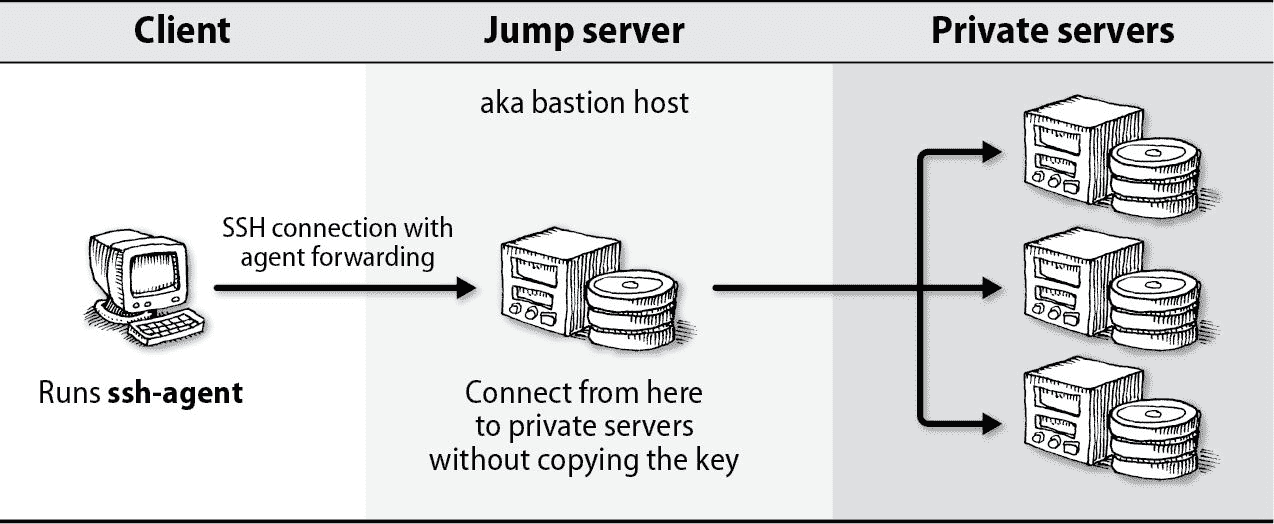 Client
Jump server
Private servers
aka bastion host
SSH connection with
agent forwarding
Runs ssh-agent
Connect from here
to private servers
without copying the key